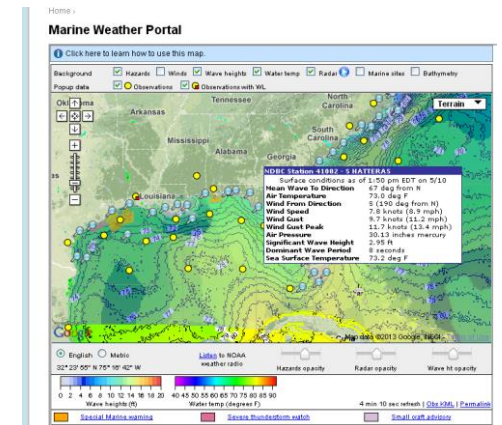 Home ›
Marine Weather Portal
Click here to learn how to use this map.
Background Hazards Winds Wave heights Water temp Radar Marine sites Bathymetry
Popup data Observations Observations with WL
Terrain
Tennessee
North Carolina
Arkansas
South Carolina
Mississippi
Alabama
Georgia
Louisiana
NDBC Station 41002 - S HATTERAS
Surface conditions as of 1:50 pm EDT on 5/10
Mean Wave To Direction 67 deg from N
Air Temperature 73.0 deg F
Wind From Direction S (190 deg from N)
Wind Speed 7.8 knots (8.9 mph)
Wind Gust 9.7 knots (11.2 mph)
Wind Gust Peak 11.7 knots (13.4 mph)
Air Pressure 30.13 inches mercury
Significant Wave Height 2.95 ft
Dominant Wave Period 8 seconds
Sea Surface Temperature 73.2 deg F
Map data ©2013 Google,
English Metric
Listen to NOAA
weather radio
32° 23' 55" N 75° 18' 42" W
Hazards opacity
Radar opacity
Wave ht opacity
0 2 4 6 8 10 12 14 16 18 20
Wave heights (ft)
40 45 50 55 60 65 70 75 80 85 90
Water temp (degrees F)
4 min 10 sec refresh | Obs KML | Permalink
Special Marine warning
Severe thunderstorm watch
Small craft advisory